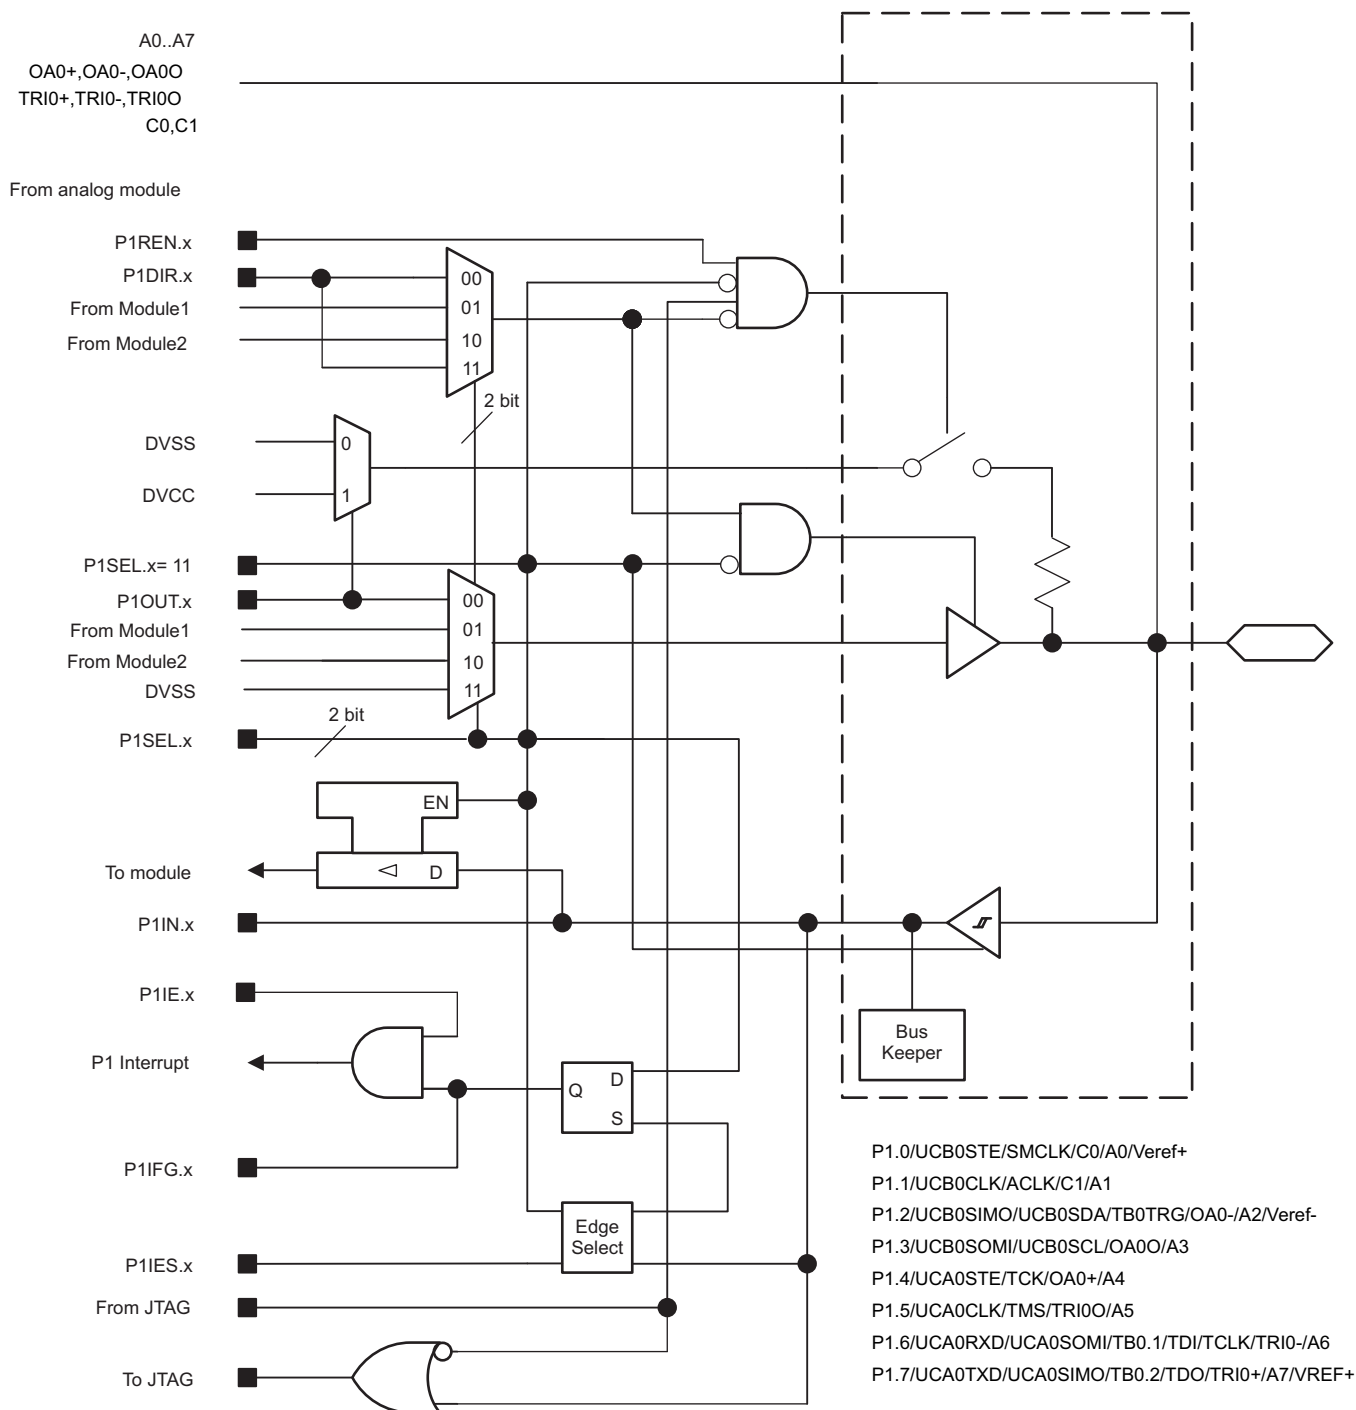 A0..A7
OA0+,OA0-,OA0O
TRI0+,TRI0-,TRI0O
C0,C1
From analog module
P1REN.x
P1DIR.x
00
From Module1
01
From Module2
10
11
2 bit
DVSS
0
DVCC
1
P1SEL.x= 11
P1OUT.x
00
From Module1
01
From Module2
10
DVSS
11
2 bit
P1SEL.x
EN
To module
D
P1IN.x
P1IE.x
Bus
Keeper
P1 Interrupt
Q
D
S
P1IFG.x
Edge
Select
P1IES.x
From JTAG
To JTAG
P1.0/UCB0STE/SMCLK/C0/A0/Veref+
P1.1/UCB0CLK/ACLK/C1/A1
P1.2/UCB0SIMO/UCB0SDA/TB0TRG/OA0-/A2/Veref-
P1.3/UCB0SOMI/UCB0SCL/OA0O/A3
P1.4/UCA0STE/TCK/OA0+/A4
P1.5/UCA0CLK/TMS/TRI0O/A5
P1.6/UCA0RXD/UCA0SOMI/TB0.1/TDI/TCLK/TRI0-/A6
P1.7/UCA0TXD/UCA0SIMO/TB0.2/TDO/TRI0+/A7/VREF+